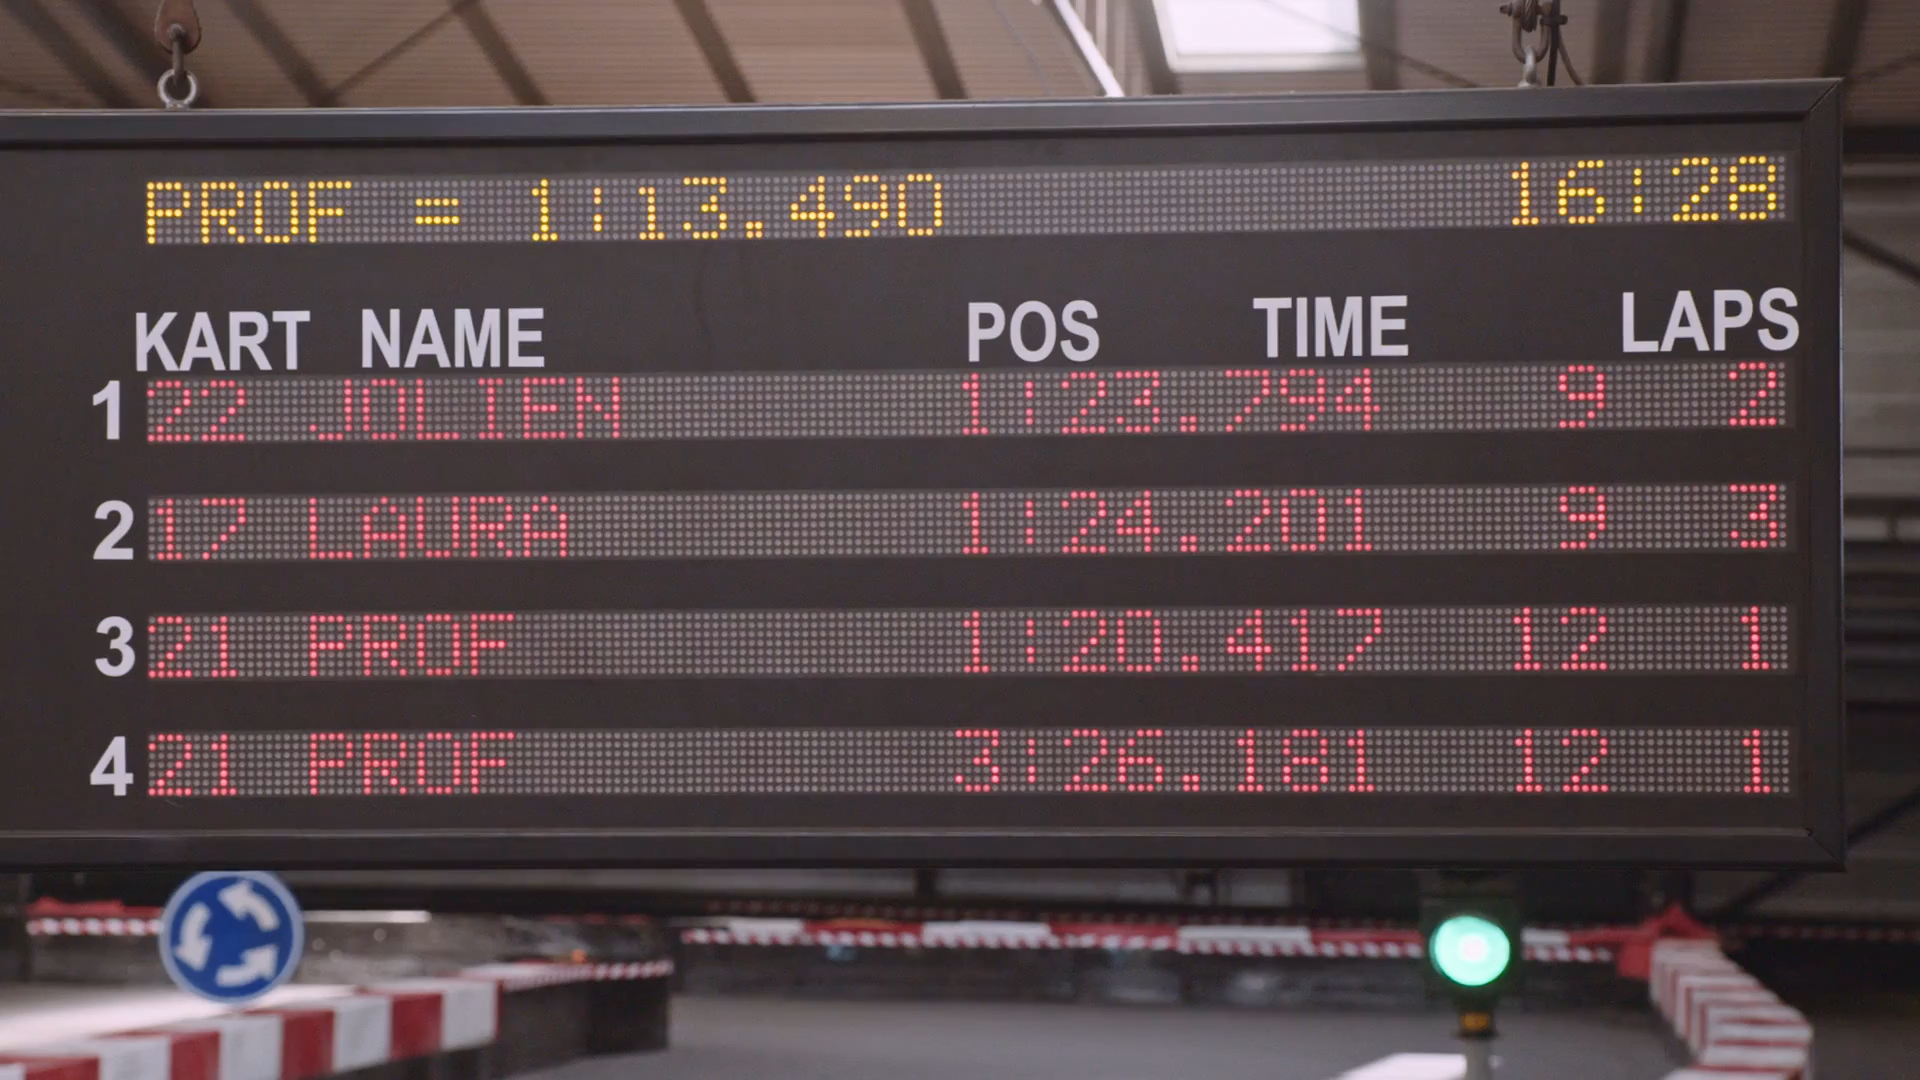 PROF = 1:13.490 16:28
KART NAME POS TIME LAPS
1 22 JOLIEN 1:23.794 9 2
2 17 LAURA 1:24.201 9 3
3 21 PROF 1:20.417 12 1
4 21 PROF 3:26.181 12 1